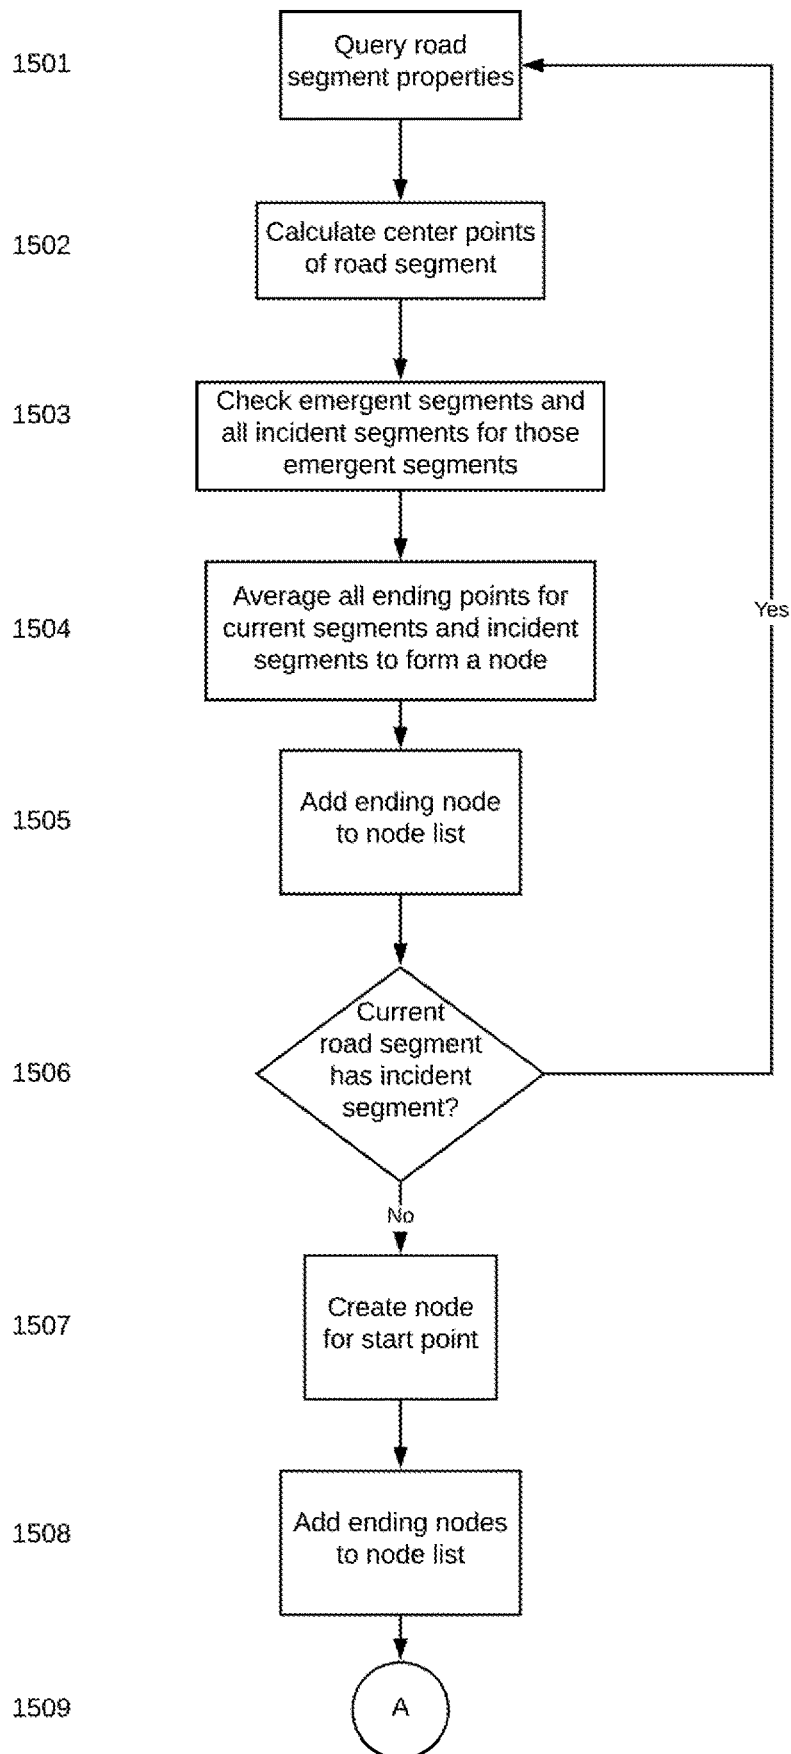 1501
Query road
segment properties
1502
Calculate center points
of road segment
1503
Check emergent segments and
all incident segments for those
emergent segments
1504
Average all ending points for
current segments and incident
segments to form a node
Yes
1505
Add ending node
to node list
1506
Current
road segment
has incident
segment?
No
1507
Create node
for start point
1508
Add ending nodes
to node list
1509
A